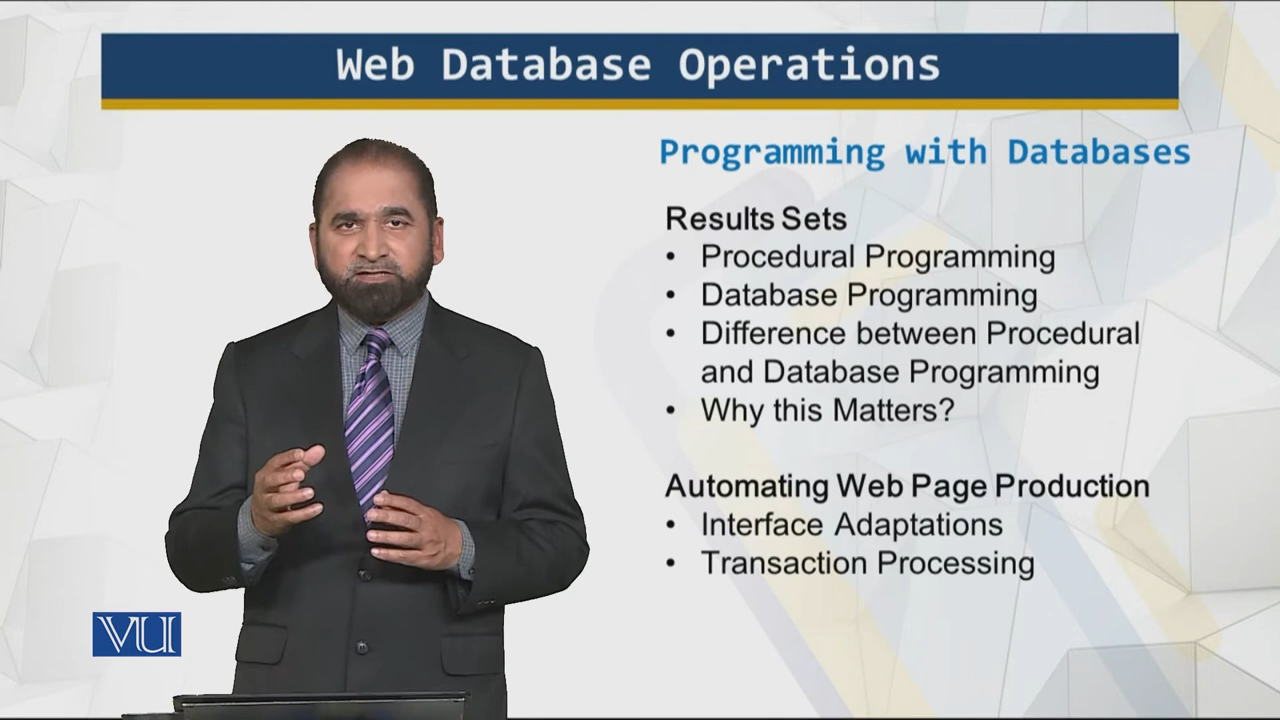 Web Database Operations
Programming with Databases
Results Sets
• Procedural Programming
• Database Programming
• Difference between Procedural
and Database Programming
• Why this Matters?
Automating Web Page Production
• Interface Adaptations
• Transaction Processing
VU